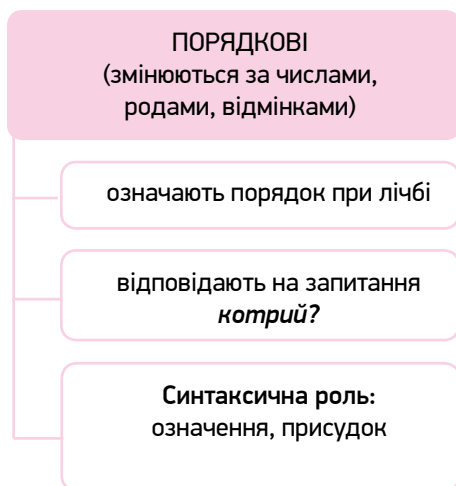 ПОРЯДКОВІ
(змінюються за числами,
родами, відмінками)
означають порядок при лічбі
відповідають на запитання
котрий?
Синтаксична роль:
означення, присудок